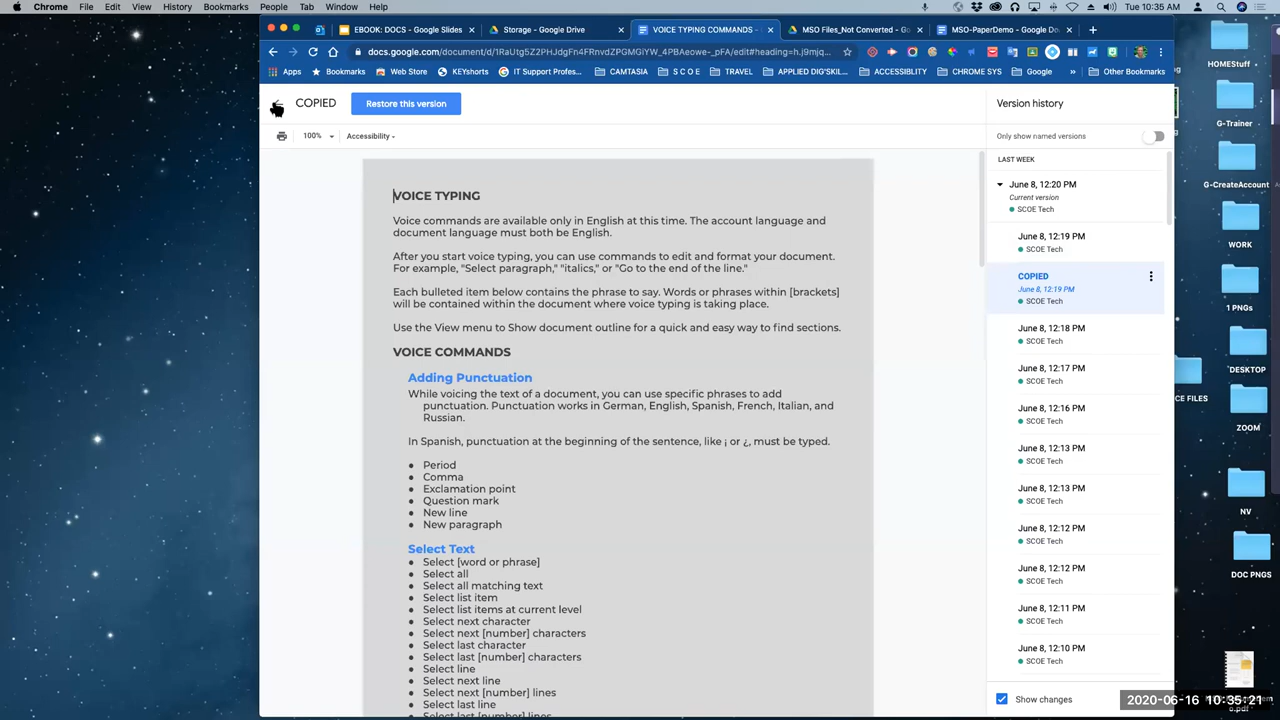 Chrome File Edit View History Bookmarks People Tab Window Help
Tue 10:35 AM
EBOOK: DOCS - Google Slides
Storage - Google Drive
VOICE TYPING COMMANDS -
MSO Files_Not Converted - Go
MSO-PaperDemo - Google Do
docs.google.com/document/d/1RaUtg5Z2PHJdgFn4FRnvdZPGMGiYW_4PBAeowe-_pFA/edit#heading=h.j9mjq...
Apps Bookmarks Web Store KEYshorts IT Support Profes... CAMTASIA S C O E TRAVEL APPLIED DIG'SKIL... ACCESSIBLITY CHROME SYS Google » Other Bookmarks
COPIED
Restore this version
100%
Accessibility
VOICE TYPING
Voice commands are available only in English at this time. The account language and
document language must both be English.
After you start voice typing, you can use commands to edit and format your document.
For example, "Select paragraph," "italics," or "Go to the end of the line."
Each bulleted item below contains the phrase to say. Words or phrases within [brackets]
will be contained within the document where voice typing is taking place.
Use the View menu to Show document outline for a quick and easy way to find sections.
VOICE COMMANDS
Adding Punctuation
While voicing the text of a document, you can use specific phrases to add
punctuation. Punctuation works in German, English, Spanish, French, Italian, and
Russian.
In Spanish, punctuation at the beginning of the sentence, like ¡ or ¿, must be typed.
● Period
● Comma
● Exclamation point
● Question mark
● New line
● New paragraph
Select Text
● Select [word or phrase]
● Select all
● Select all matching text
● Select list item
● Select list items at current level
● Select next character
● Select next [number] characters
● Select last character
● Select last [number] characters
● Select line
● Select next line
● Select next [number] lines
● Select last line
● Select last [number] lines
Version history
Only show named versions
LAST WEEK
June 8, 12:20 PM
Current version
SCOE Tech
June 8, 12:19 PM
SCOE Tech
COPIED
June 8, 12:19 PM
SCOE Tech
June 8, 12:18 PM
SCOE Tech
June 8, 12:17 PM
SCOE Tech
June 8, 12:16 PM
SCOE Tech
June 8, 12:13 PM
SCOE Tech
June 8, 12:13 PM
SCOE Tech
June 8, 12:12 PM
SCOE Tech
June 8, 12:12 PM
SCOE Tech
June 8, 12:11 PM
SCOE Tech
June 8, 12:10 PM
SCOE Tech
Show changes
HOMEStuff
G-Trainer
G-CreateAccount
WORK
1 PNGs
DESKTOP
CE FILES
ZOOM
NV
DOC PNGS
2020-06-16 10:35:21